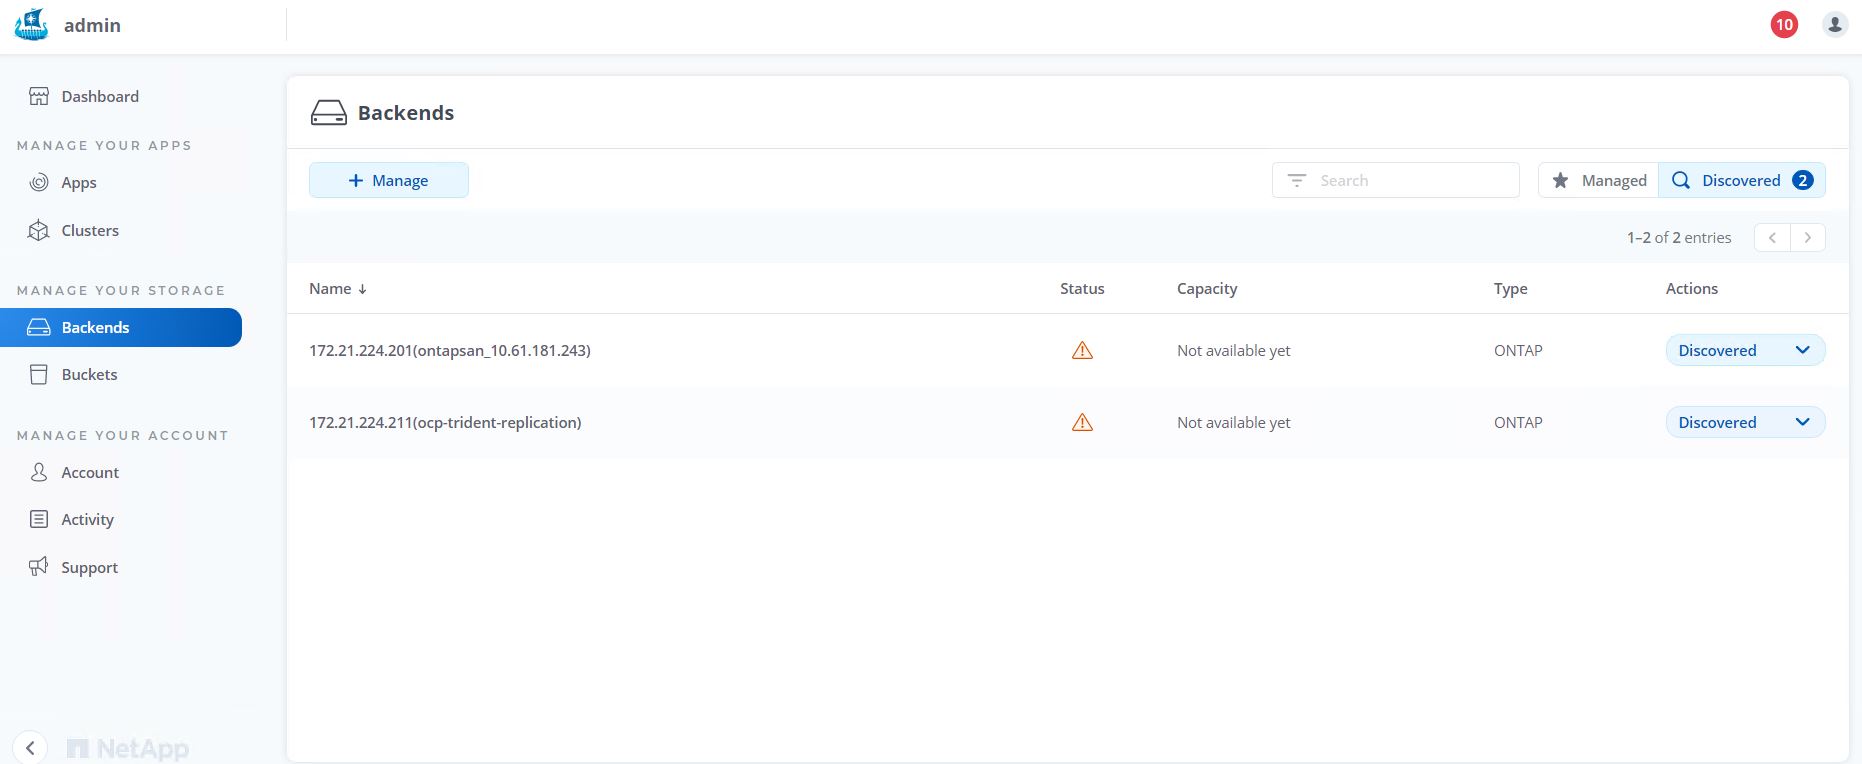 admin
10
Dashboard
MANAGE YOUR APPS
Apps
Clusters
MANAGE YOUR STORAGE
Backends
Buckets
MANAGE YOUR ACCOUNT
Account
Activity
Support
NetApp
Backends
+ Manage
Search
Managed
Discovered 2
1–2 of 2 entries
Name ↓ Status Capacity Type Actions
172.21.224.201(ontapsan_10.61.181.243) Not available yet ONTAP Discovered
172.21.224.211(ocp-trident-replication) Not available yet ONTAP Discovered